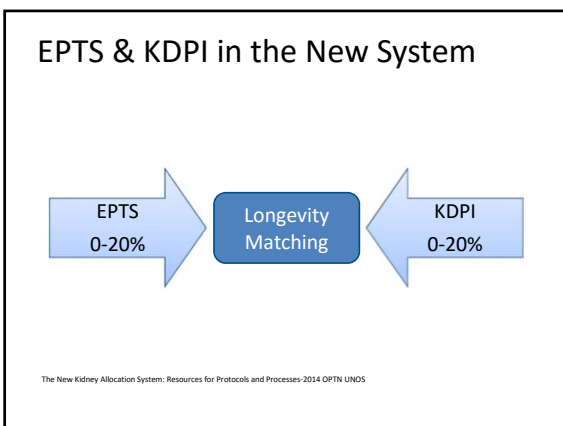 EPTS & KDPI in the New System
EPTS
0-20%
Longevity
Matching
KDPI
0-20%
The New Kidney Allocation System: Resources for Protocols and Processes-2014 OPTN UNOS